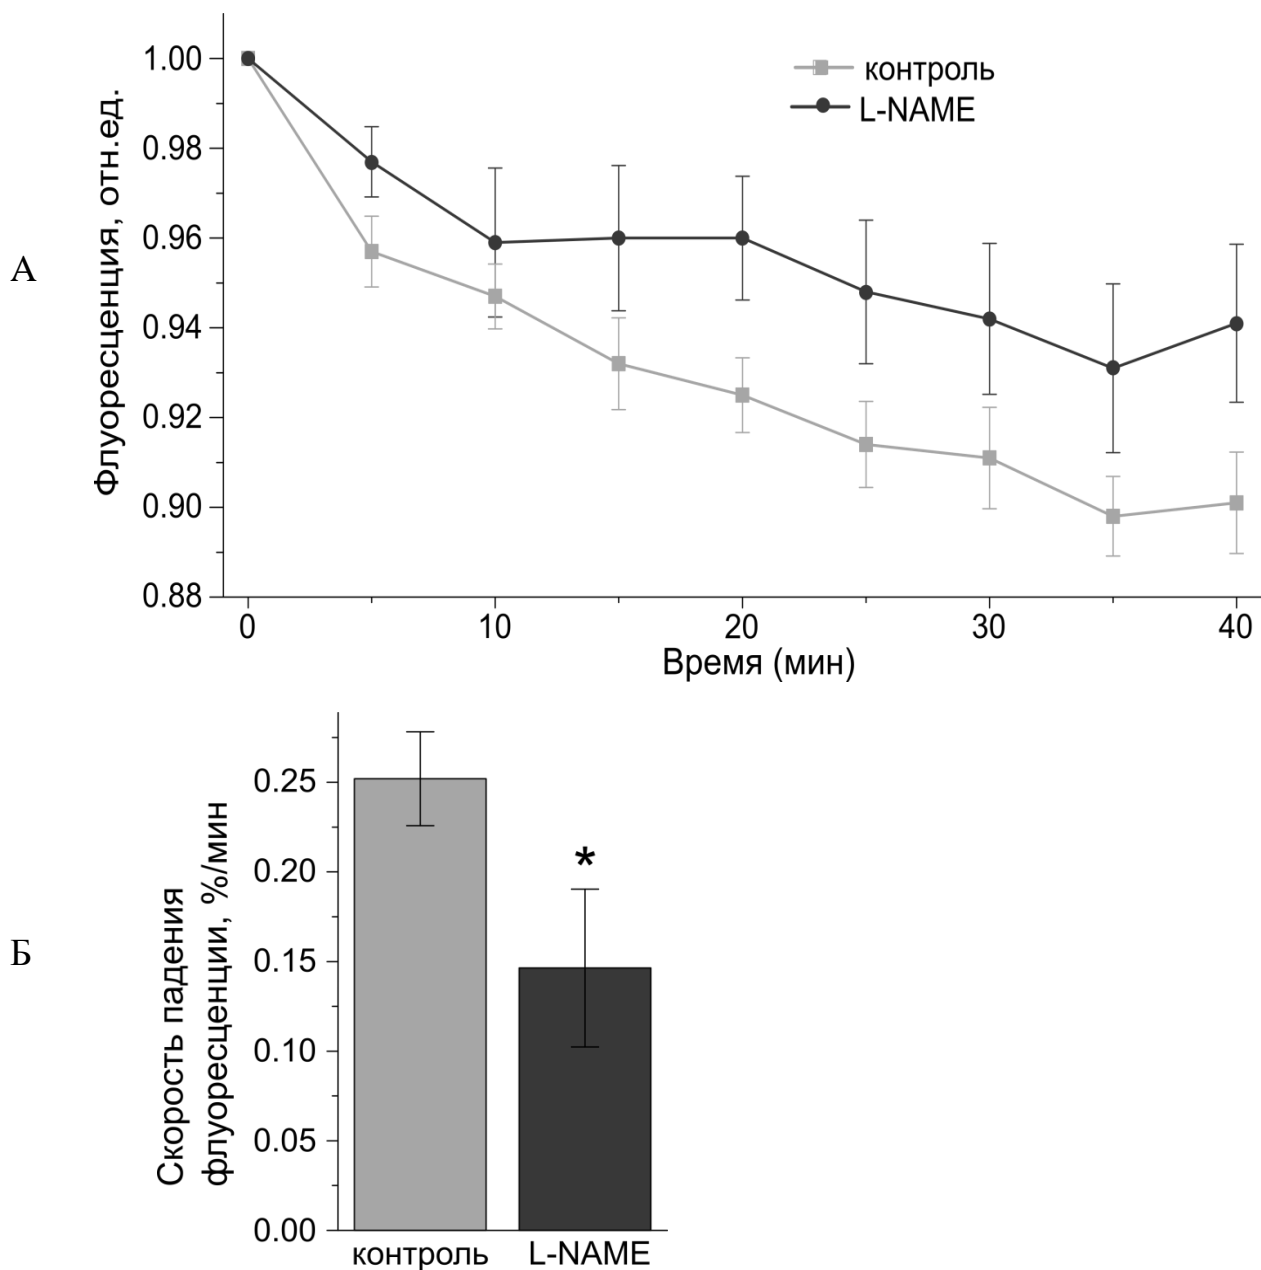 А
Флуоресценция, отн.ед.
1.00
0.98
0.96
0.94
0.92
0.90
0.88
контроль
L-NAME
0 10 20 30 40
Время (мин)
Б
Скорость падения
флуоресценции, %/мин
0.25
0.20
0.15
0.10
0.05
0.00
*
контроль L-NAME